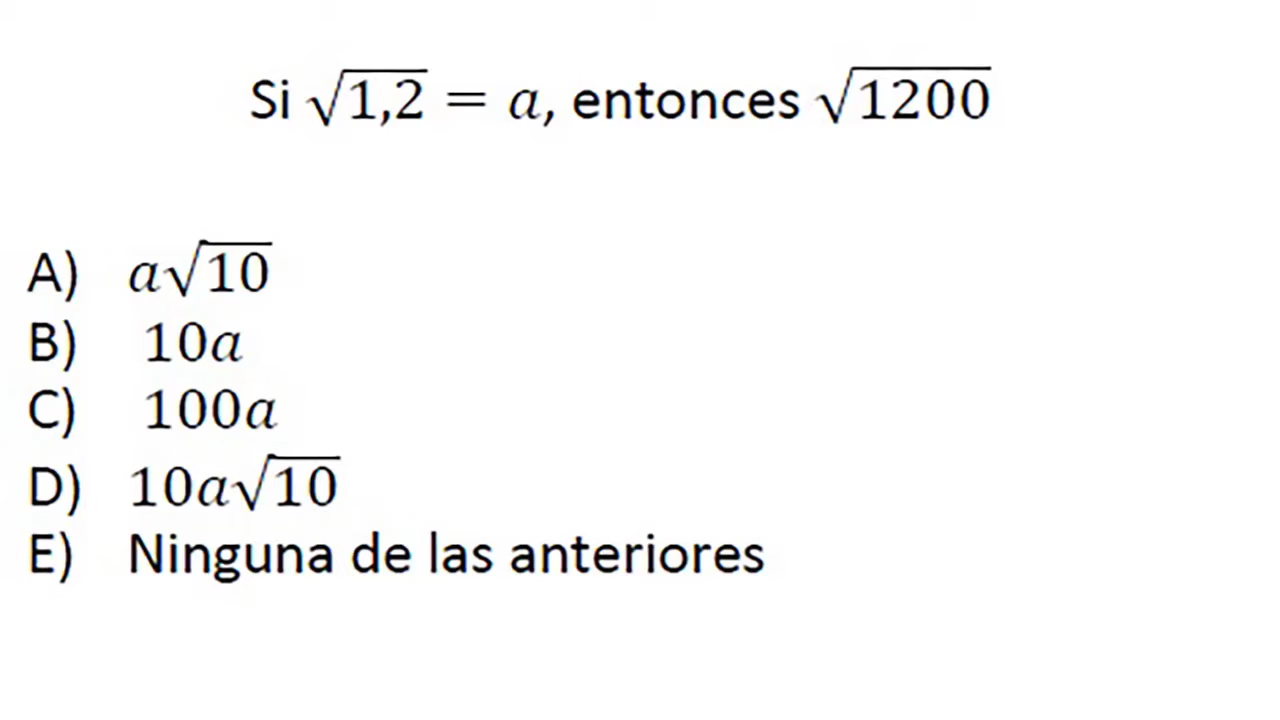 Si √1,2 = a, entonces √1200
A) a√10
B) 10a
C) 100a
D) 10a√10
E) Ninguna de las anteriores